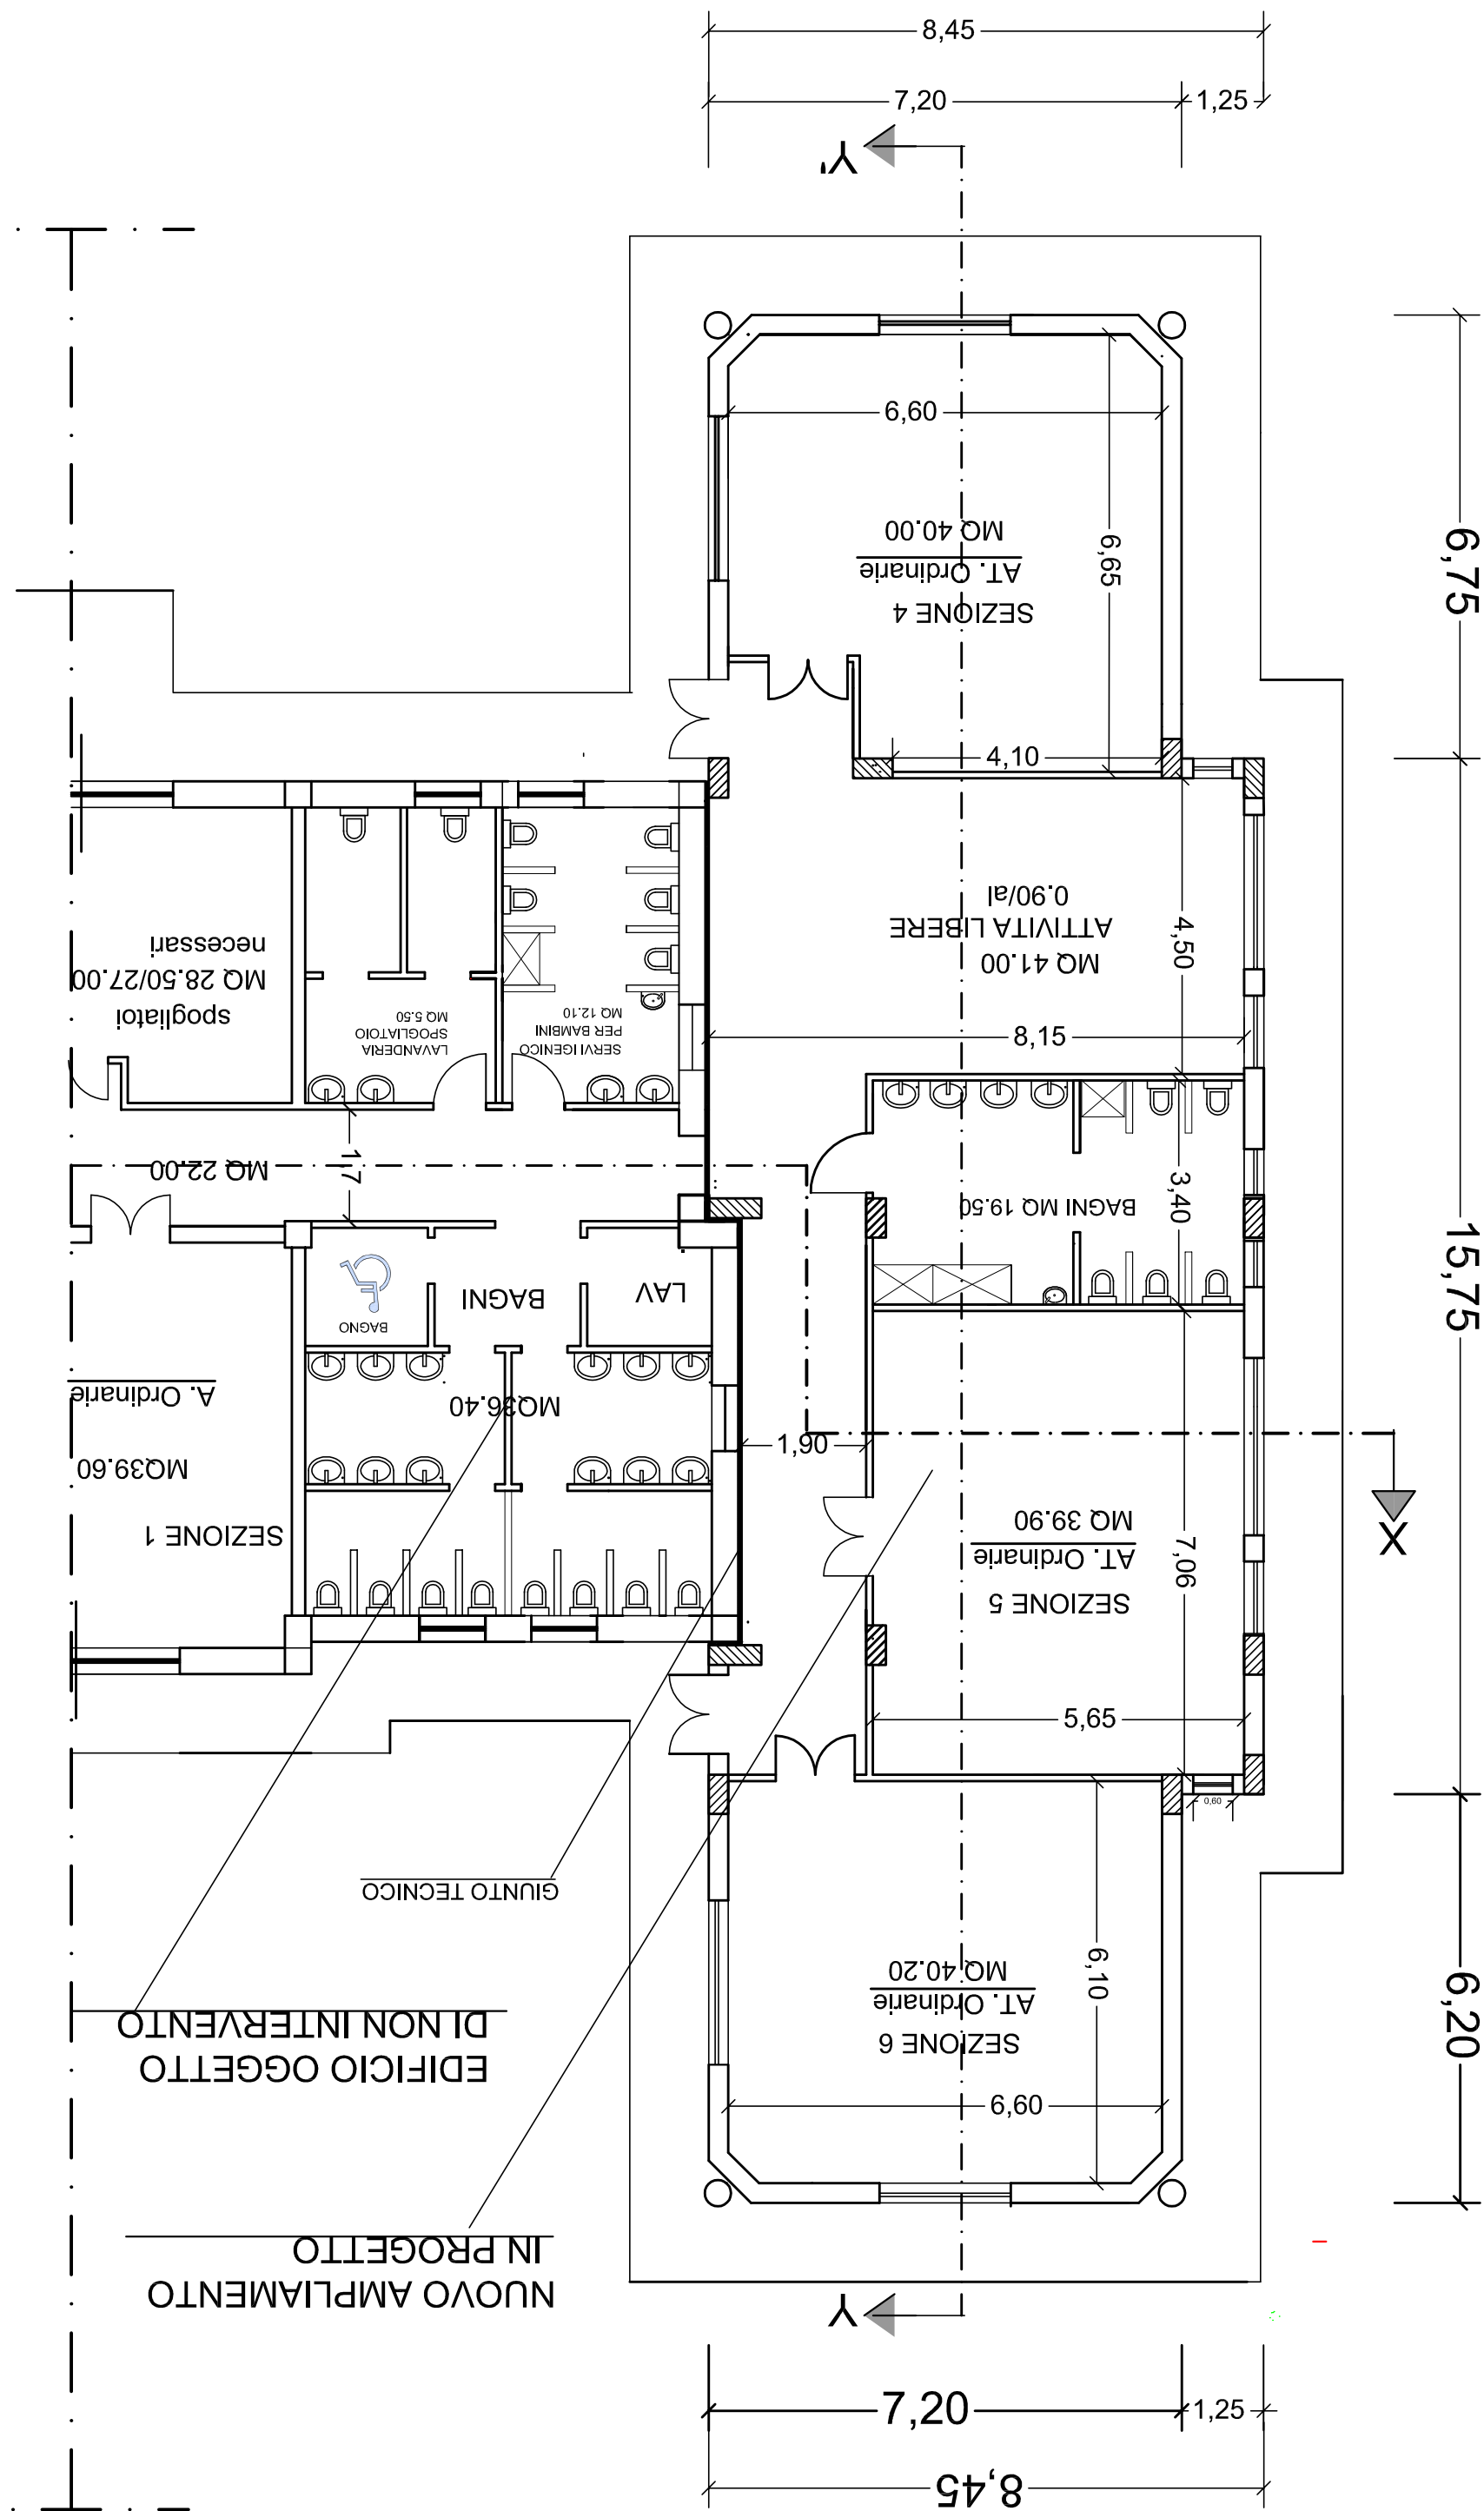 8,45
7,20
1,25
Y'
6,75
6,60
MQ 40.00
AT. Ordinarie
SEZIONE 4
6,65
4,10
MQ 41.00
ATTIVITA LIBERE
0.90/al
4,50
8,15
spogliatoi
MQ 28.50/27.00
necessari
LAVANDERIA
SPOGLIATOIO
MQ 5.50
SERVI IGENICO
PER BAMBINI
MQ 12.10
MQ 22.00
1,7
BAGNI MQ 19.50
3,40
15,75
BAGNO
BAGNI
LAV
MQ36.40
A. Ordinarie
MQ39.60
SEZIONE 1
1,90
X
SEZIONE 5
AT. Ordinarie
MQ 39.90
7,06
5,65
0,60
GIUNTO TECNICO
SEZIONE 6
AT. Ordinarie
MQ 40.20
6,10
6,20
6,60
EDIFICIO OGGETTO
DI NON INTERVENTO
NUOVO AMPLIAMENTO
IN PROGETTO
Y
7,20
1,25
8,45